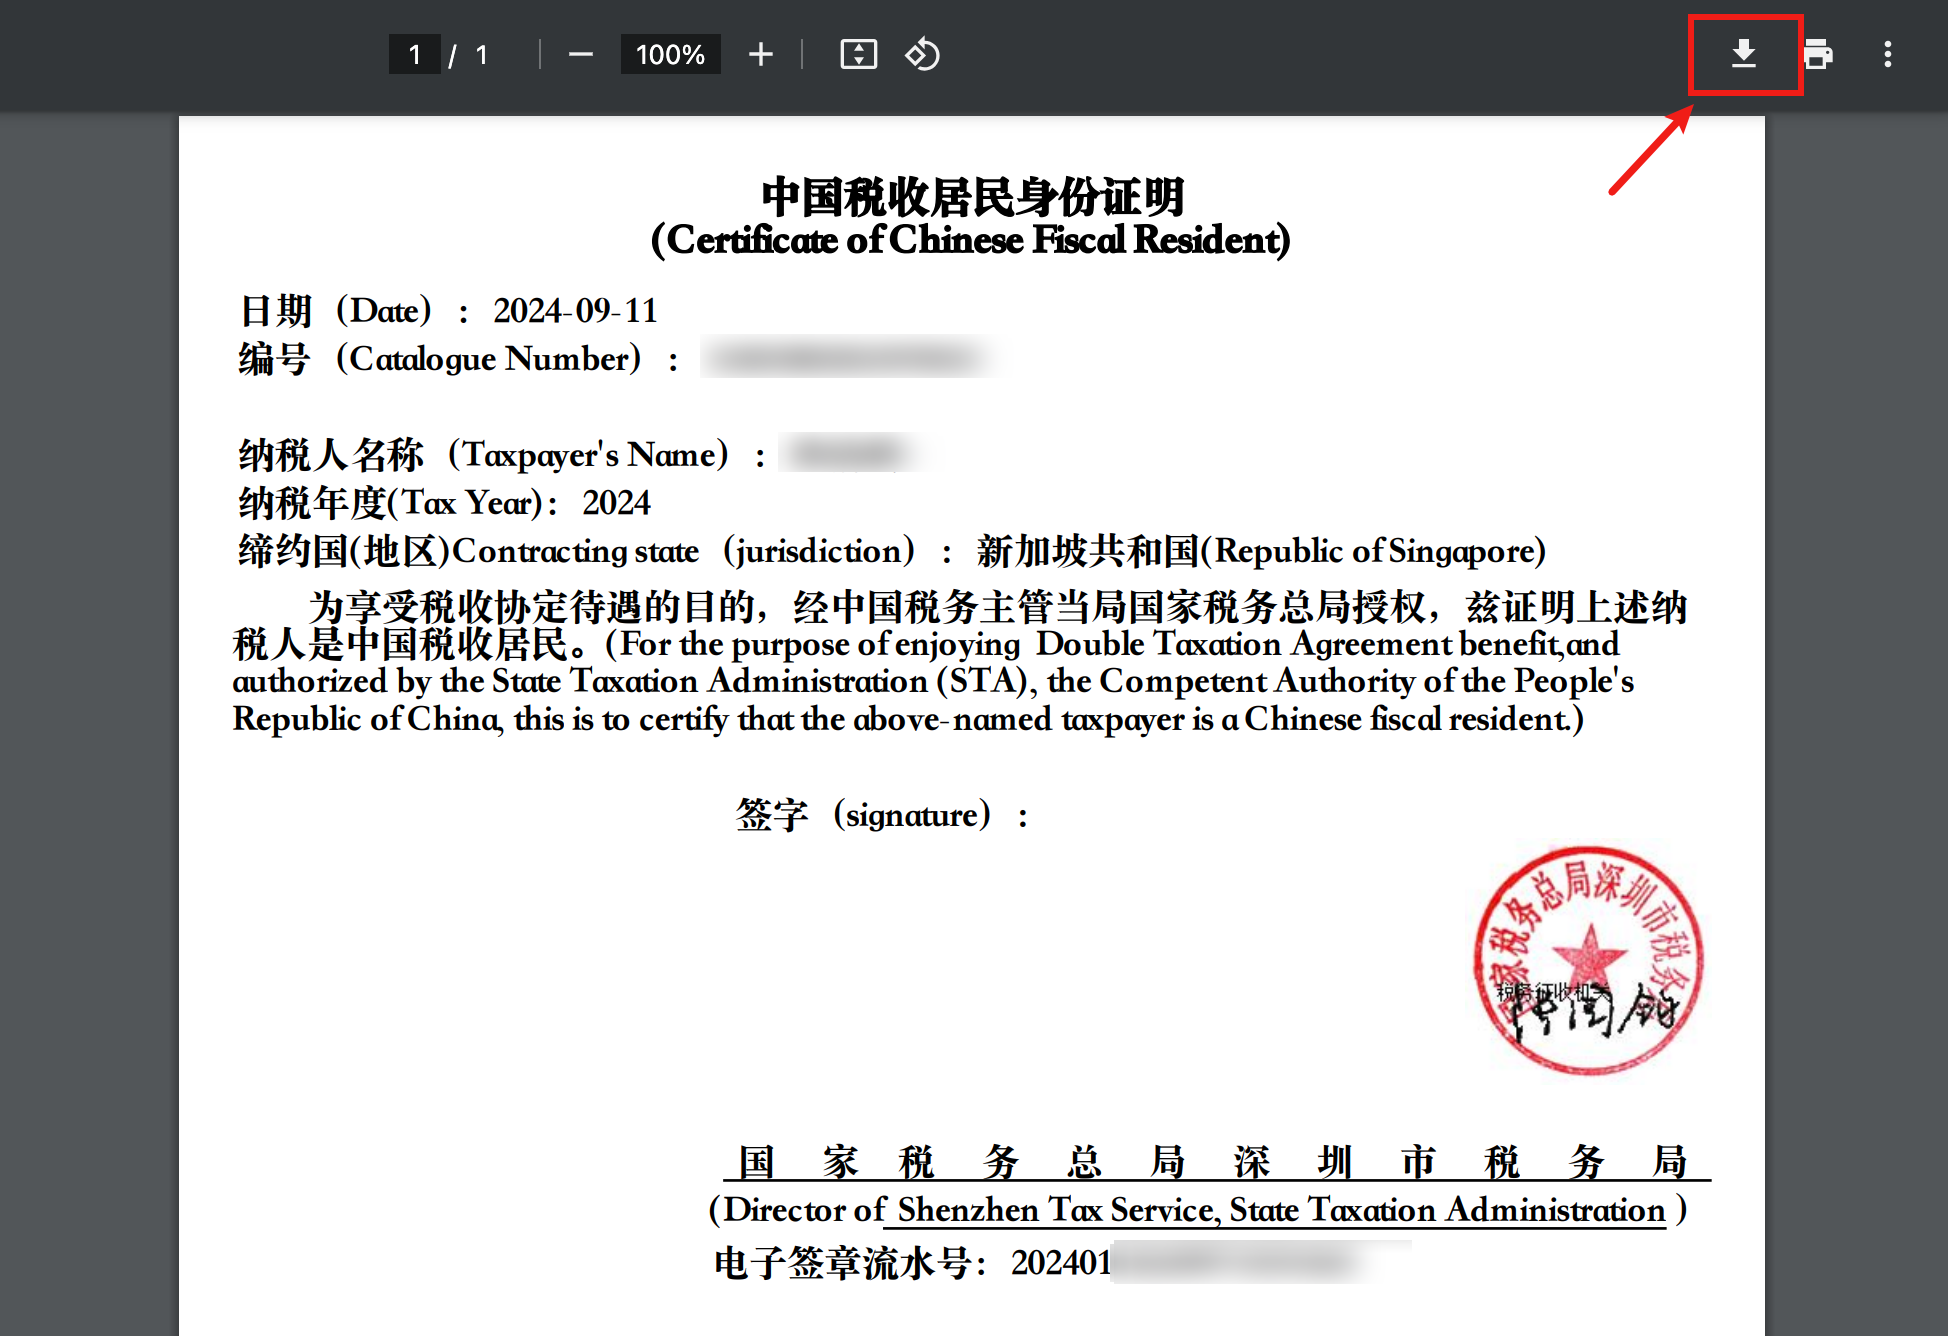 1 / 1
100%
中国税收居民身份证明
(Certificate of Chinese Fiscal Resident)
日期（Date）：2024-09-11
编号（Catalogue Number）：
纳税人名称（Taxpayer's Name）：
纳税年度(Tax Year)：2024
缔约国(地区)Contracting state（jurisdiction）：新加坡共和国(Republic of Singapore)
为享受税收协定待遇的目的，经中国税务主管当局国家税务总局授权，兹证明上述纳
税人是中国税收居民。(For the purpose of enjoying Double Taxation Agreement benefit,and
authorized by the State Taxation Administration (STA), the Competent Authority of the People's
Republic of China, this is to certify that the above-named taxpayer is a Chinese fiscal resident.)
签字（signature）：
国家税务总局深圳市税务局
税务征收机关
国家税务总局深圳市税务局
(Director of Shenzhen Tax Service, State Taxation Administration )
电子签章流水号：202401